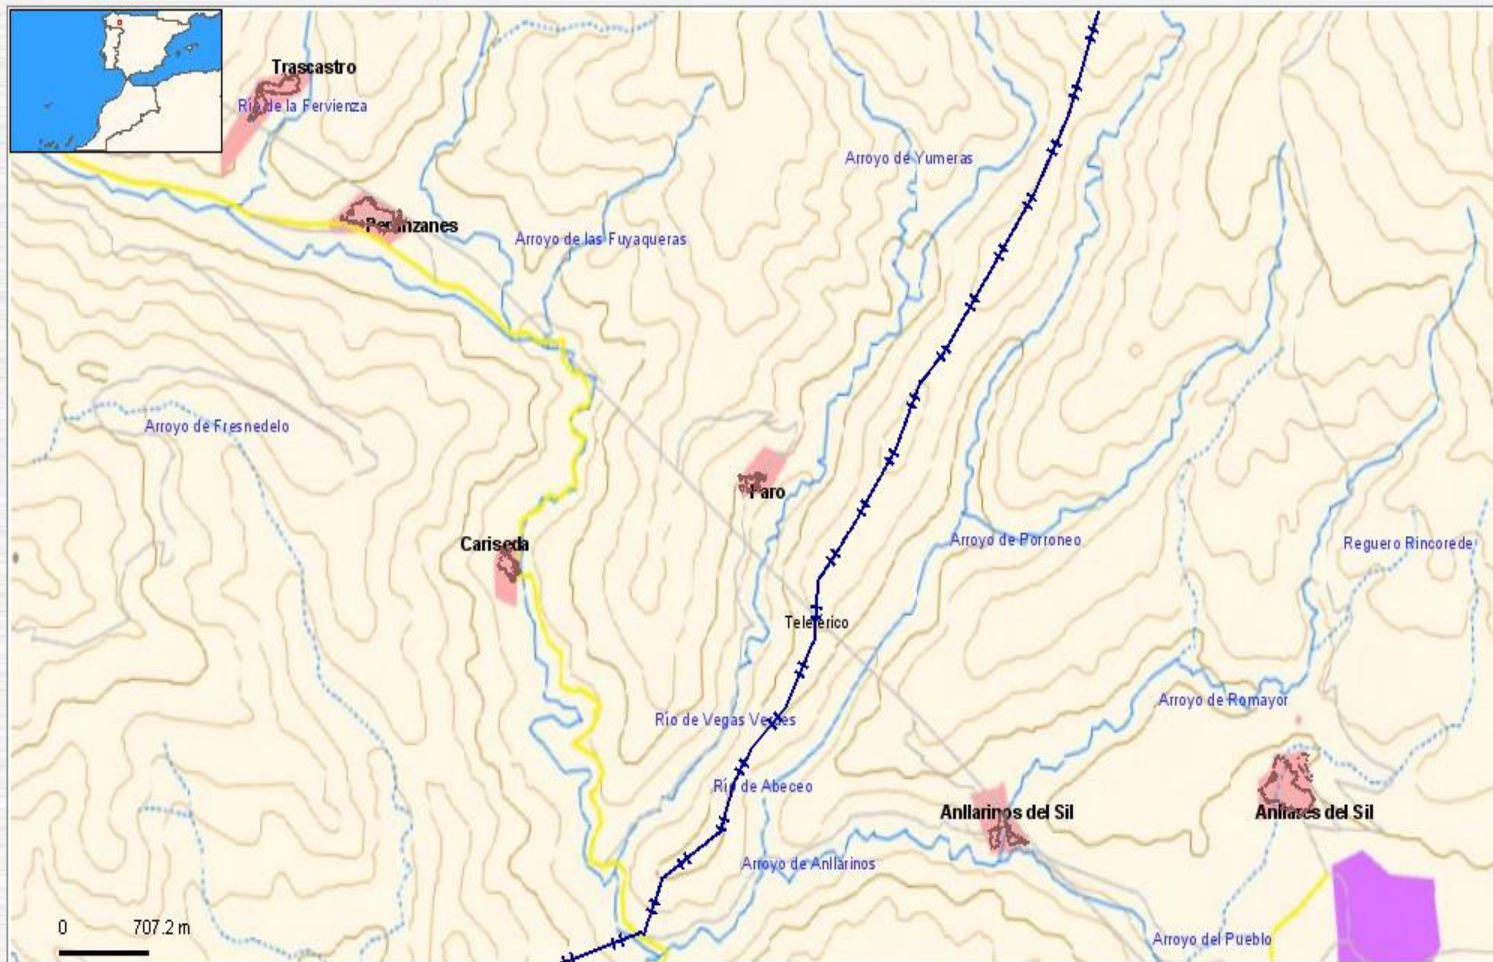 Trascastro
Río de la Fervienza
Arroyo de Yumeras
Peranzanes
Arroyo de las Fuyaqueras
Arroyo de Fresnedelo
Faro
Cariseda
Arroyo de Porroneo
Reguero Rincorede
Teleférico
Arroyo de Romayor
Río de Vegas Verdes
Río de Abeceo
Anllarinos del Sil
Anllares del Sil
Arroyo de Anllarinos
0 707.2 m
Arroyo del Pueblo